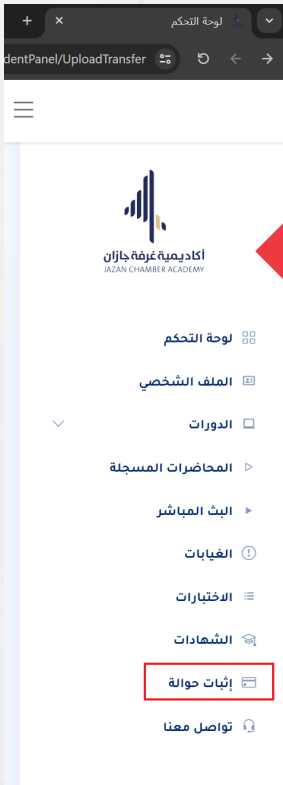 لوحة التحكم
dentPanel/UploadTransfer
أكاديمية غرفة جازان
JAZAN CHAMBER ACADEMY
لوحة التحكم
الملف الشخصي
الدورات
المحاضرات المسجلة
البث المباشر
الغيابات
الاختبارات
الشهادات
إثبات حوالة
تواصل معنا